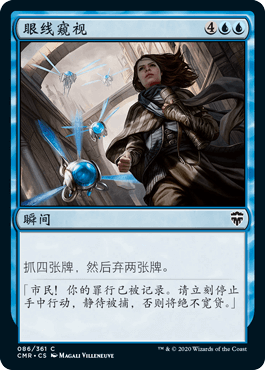 眼线窥视 4
瞬间
抓四张牌，然后弃两张牌。
「市民！你的罪行已被记录。请立刻停止
手中行动，静待被捕，否则将绝不宽贷。」
086/361 C
CMR • CS MAGALI VILLENEUVE
™ & © 2020 Wizards of the Coast